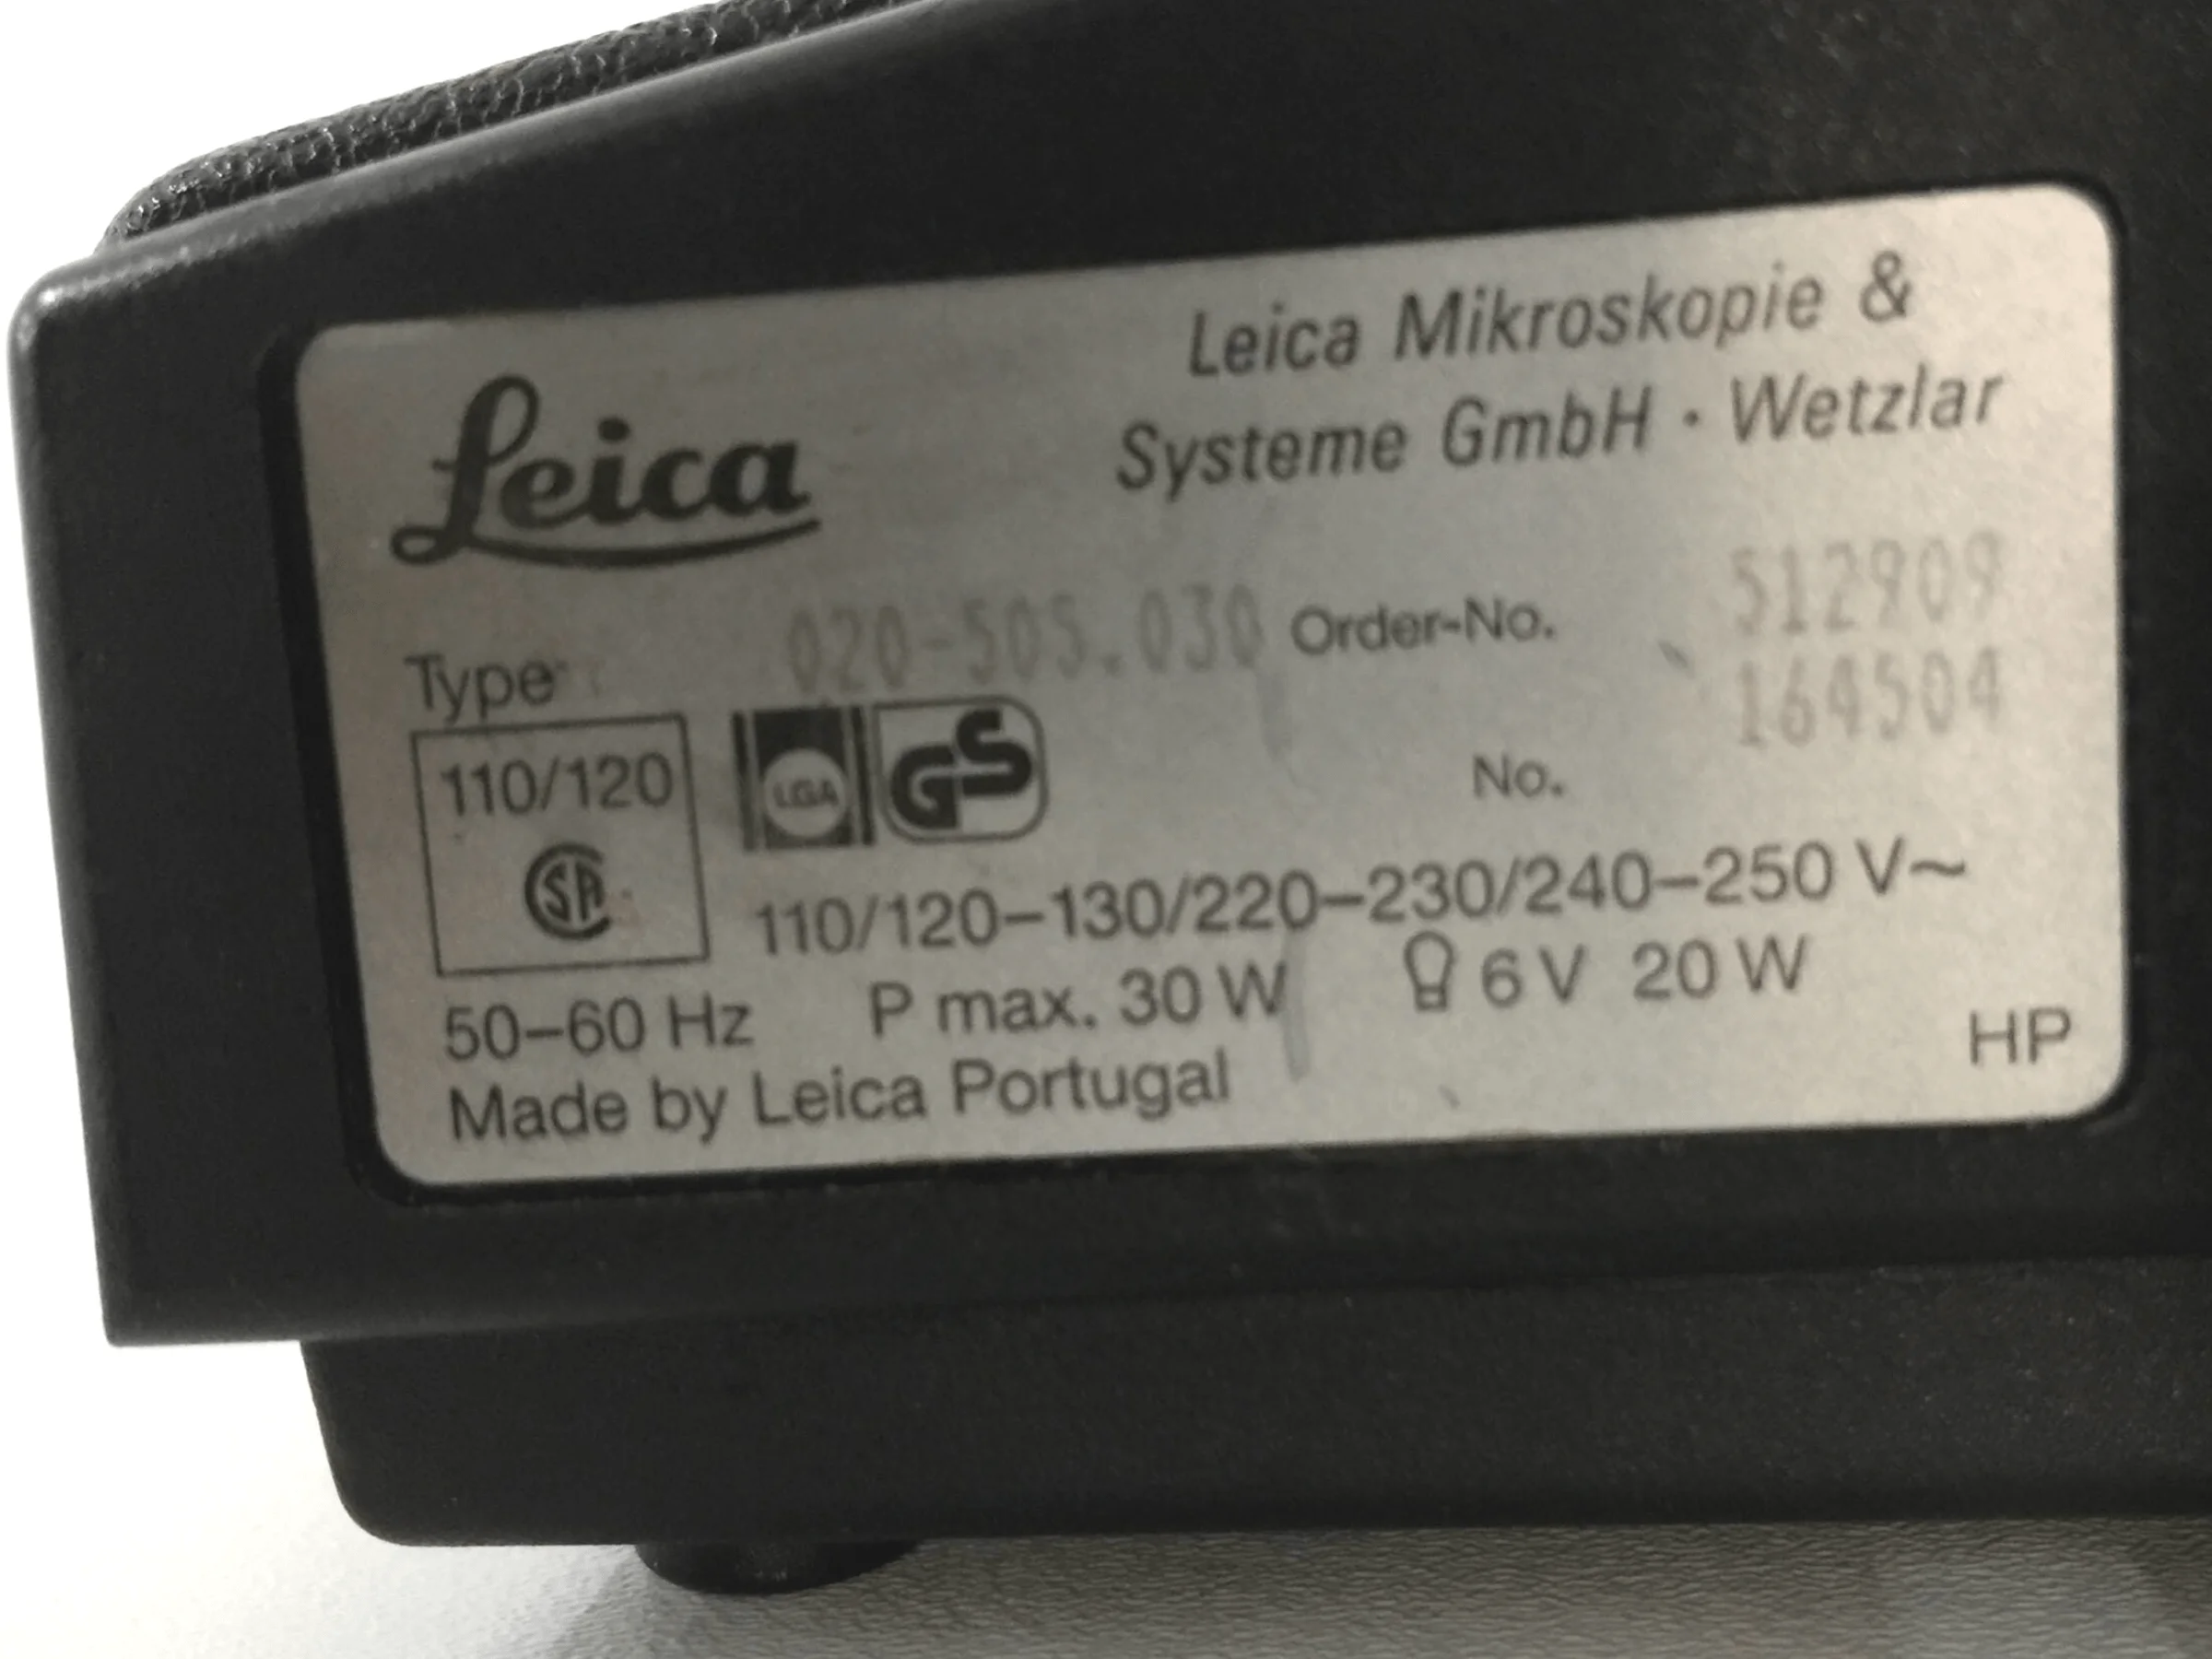 Leica
Leica Mikroskopie &
Systeme GmbH · Wetzlar
Type 020-505.030 Order-No. 512909
164504
110/120
LGA GS
No.
SA
110/120–130/220–230/240–250 V~
50–60 Hz P max. 30 W 6 V 20 W
HP
Made by Leica Portugal